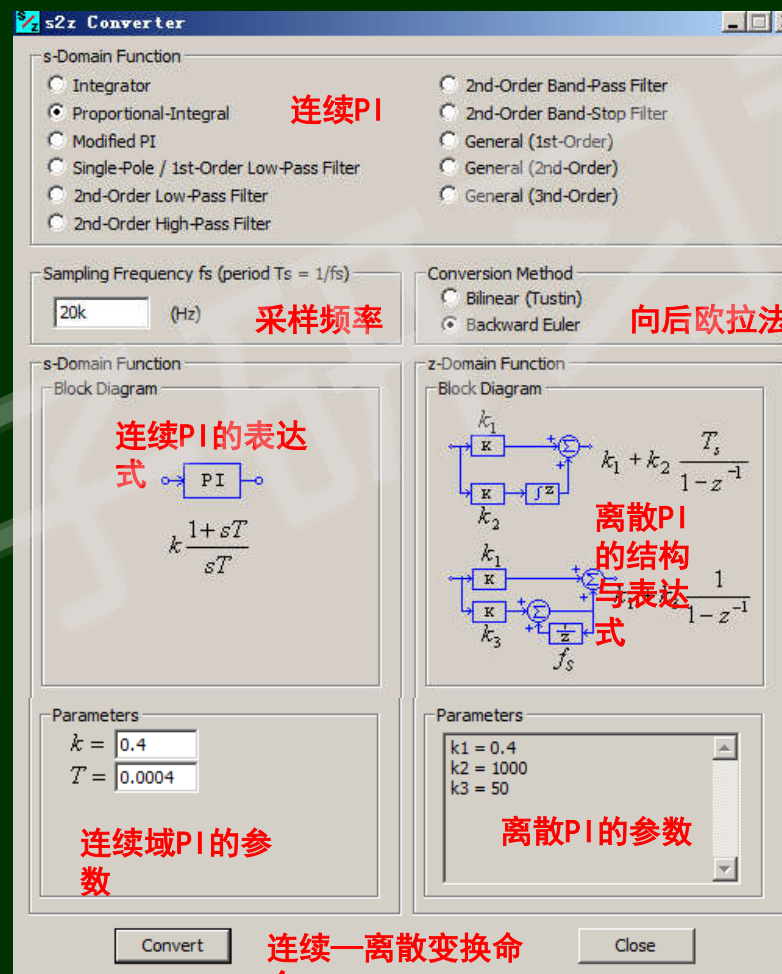 s2z Converter
s-Domain Function
Integrator
Proportional-Integral
连续PI
Modified PI
Single-Pole / 1st-Order Low-Pass Filter
2nd-Order Low-Pass Filter
2nd-Order High-Pass Filter
2nd-Order Band-Pass Filter
2nd-Order Band-Stop Filter
General (1st-Order)
General (2nd-Order)
General (3nd-Order)
Sampling Frequency fs (period Ts = 1/fs)
20k
(Hz)
采样频率
Conversion Method
Bilinear (Tustin)
Backward Euler
向后欧拉法
s-Domain Function
Block Diagram
连续PI的表达
式
PI
k (1+sT)/(sT)
z-Domain Function
Block Diagram
k₁
K
Σ
K
∫z
k₂
k₁ + k₂ Tₛ/(1−z⁻¹)
离散PI
的结构
与表达
式
k₁
K
Σ
K
Σ
k₃
1/z
fₛ
1/(1−z⁻¹)
Parameters
k = 0.4
T = 0.0004
连续域PI的参
数
Parameters
k1 = 0.4
k2 = 1000
k3 = 50
离散PI的参数
Convert
连续—离散变换命
Close